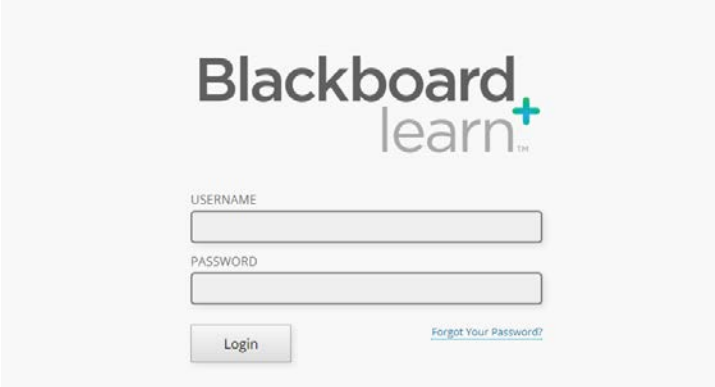 Blackboard
learn+™
USERNAME
PASSWORD
Login
Forgot Your Password?